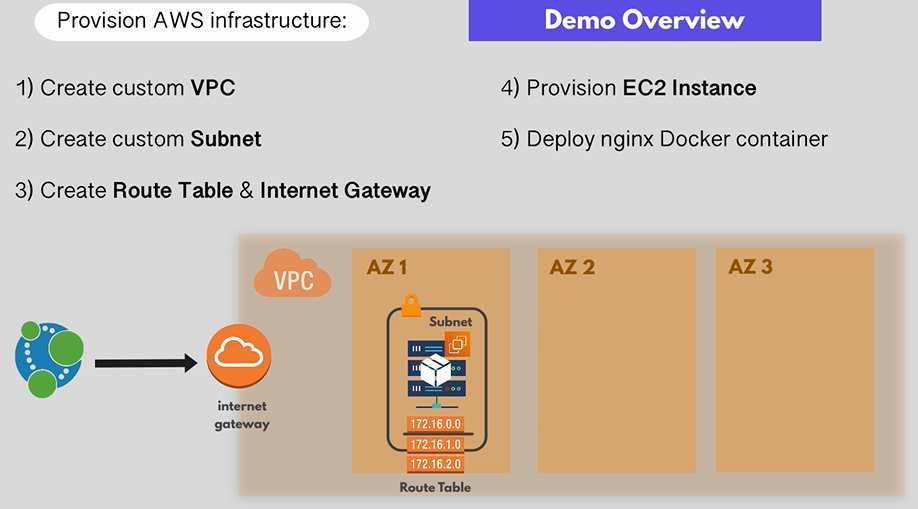 Provision AWS infrastructure:
Demo Overview
1) Create custom VPC
2) Create custom Subnet
3) Create Route Table & Internet Gateway
4) Provision EC2 Instance
5) Deploy nginx Docker container
VPC
AZ 1
AZ 2
AZ 3
Subnet
internet
gateway
172.16.0.0
172.16.1.0
172.16.2.0
Route Table